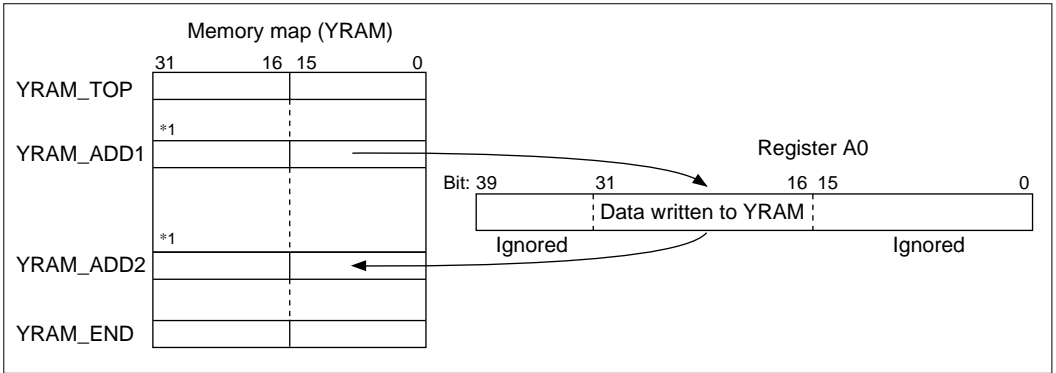 Memory map (YRAM)
31 16 15 0
YRAM_TOP
*1
YRAM_ADD1
Register A0
Bit: 39 31 16 15 0
Data written to YRAM
*1
Ignored Ignored
YRAM_ADD2
YRAM_END